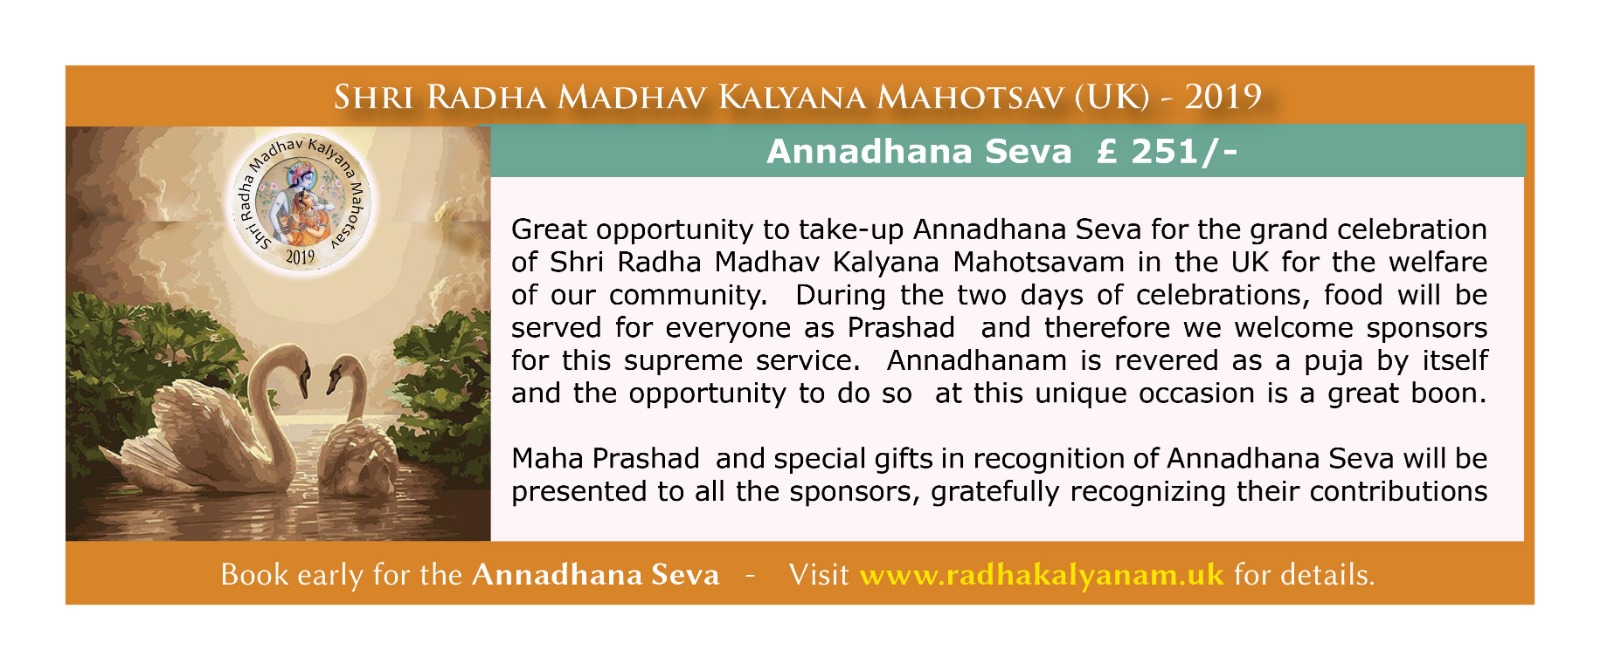 SHRI RADHA MADHAV KALYANA MAHOTSAV (UK) - 2019
Shri Radha Madhav Kalyana Mahotsav
2019
Annadhana Seva £ 251/-
Great opportunity to take-up Annadhana Seva for the grand celebration
of Shri Radha Madhav Kalyana Mahotsavam in the UK for the welfare
of our community. During the two days of celebrations, food will be
served for everyone as Prashad and therefore we welcome sponsors
for this supreme service. Annadhanam is revered as a puja by itself
and the opportunity to do so at this unique occasion is a great boon.
Maha Prashad and special gifts in recognition of Annadhana Seva will be
presented to all the sponsors, gratefully recognizing their contributions
Book early for the Annadhana Seva - Visit www.radhakalyanam.uk for details.